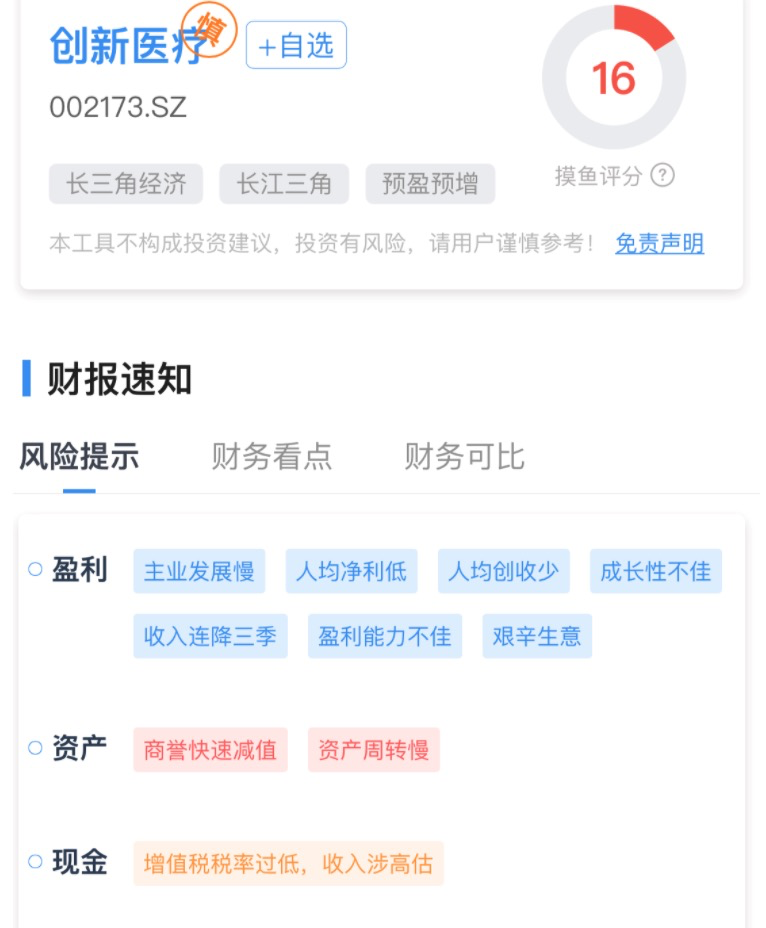 创新医疗 慎 +自选
16
002173.SZ
摸鱼评分 ?
长三角经济 长江三角 预盈预增
本工具不构成投资建议，投资有风险，请用户谨慎参考！ 免责声明
财报速知
风险提示 财务看点 财务可比
盈利 主业发展慢 人均净利低 人均创收少 成长性不佳
收入连降三季 盈利能力不佳 艰辛生意
资产 商誉快速减值 资产周转慢
现金 增值税税率过低，收入涉高估